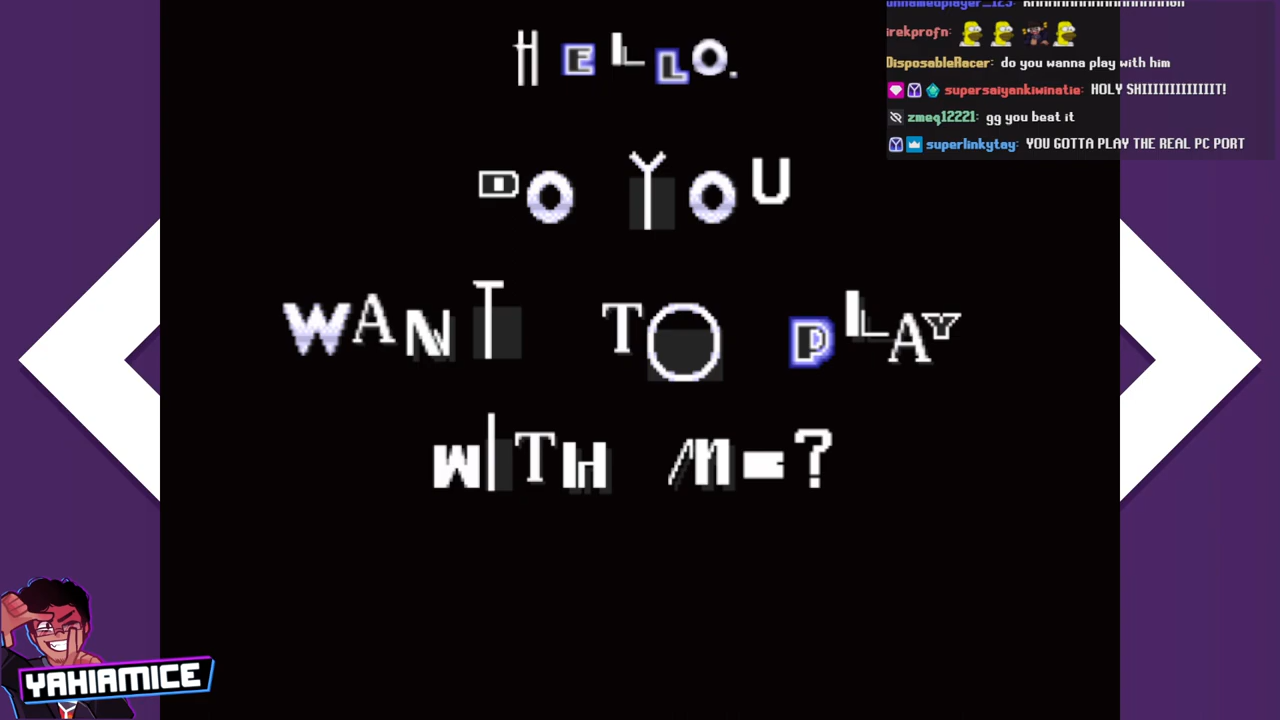 HELLO.
DO YOU
WANT TO PLAY
WITH ME?
irekprofn:
DisposableRacer: do you wanna play with him
supersaiyankiwinatie: HOLY SHIIIIIIIIIIIIT!
zmeq12221: gg you beat it
superlinkytay: YOU GOTTA PLAY THE REAL PC PORT
YAHIAMICE